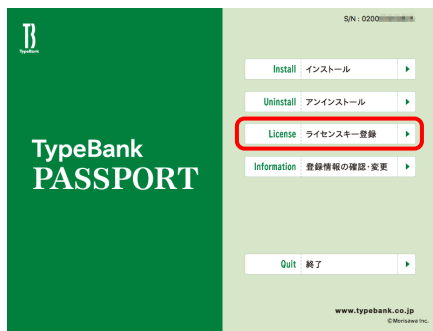 S/N : 0200
TB
TypeBank
Install インストール
Uninstall アンインストール
License ライセンスキー登録
TypeBank
PASSPORT
Information 登録情報の確認・変更
Quit 終了
www.typebank.co.jp
©Morisawa Inc.